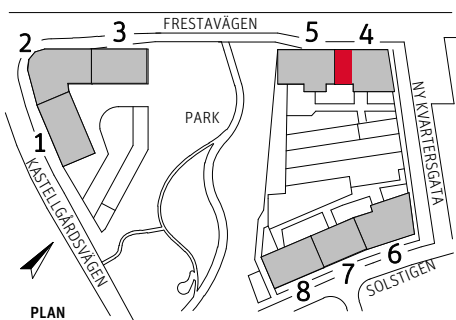 FRESTAVÄGEN
2
3
5
4
1
PARK
NY KVARTERSGATA
KASTELLGÅRDSVÄGEN
6
7
8
SOLSTIGEN
PLAN